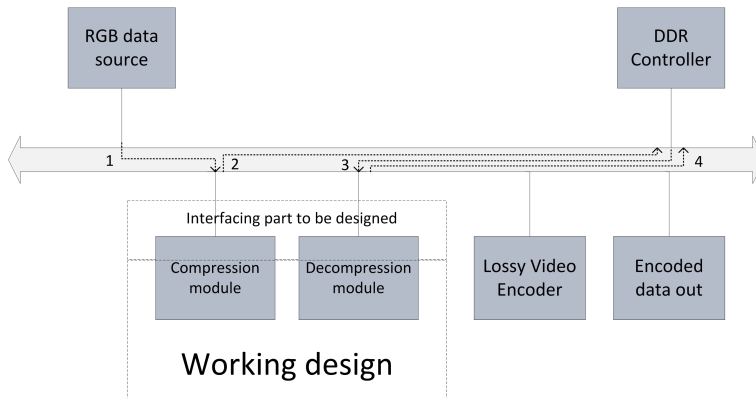 RGB data
source
DDR
Controller
1
2
3
4
Interfacing part to be designed
Compression
module
Decompression
module
Lossy Video
Encoder
Encoded
data out
Working design